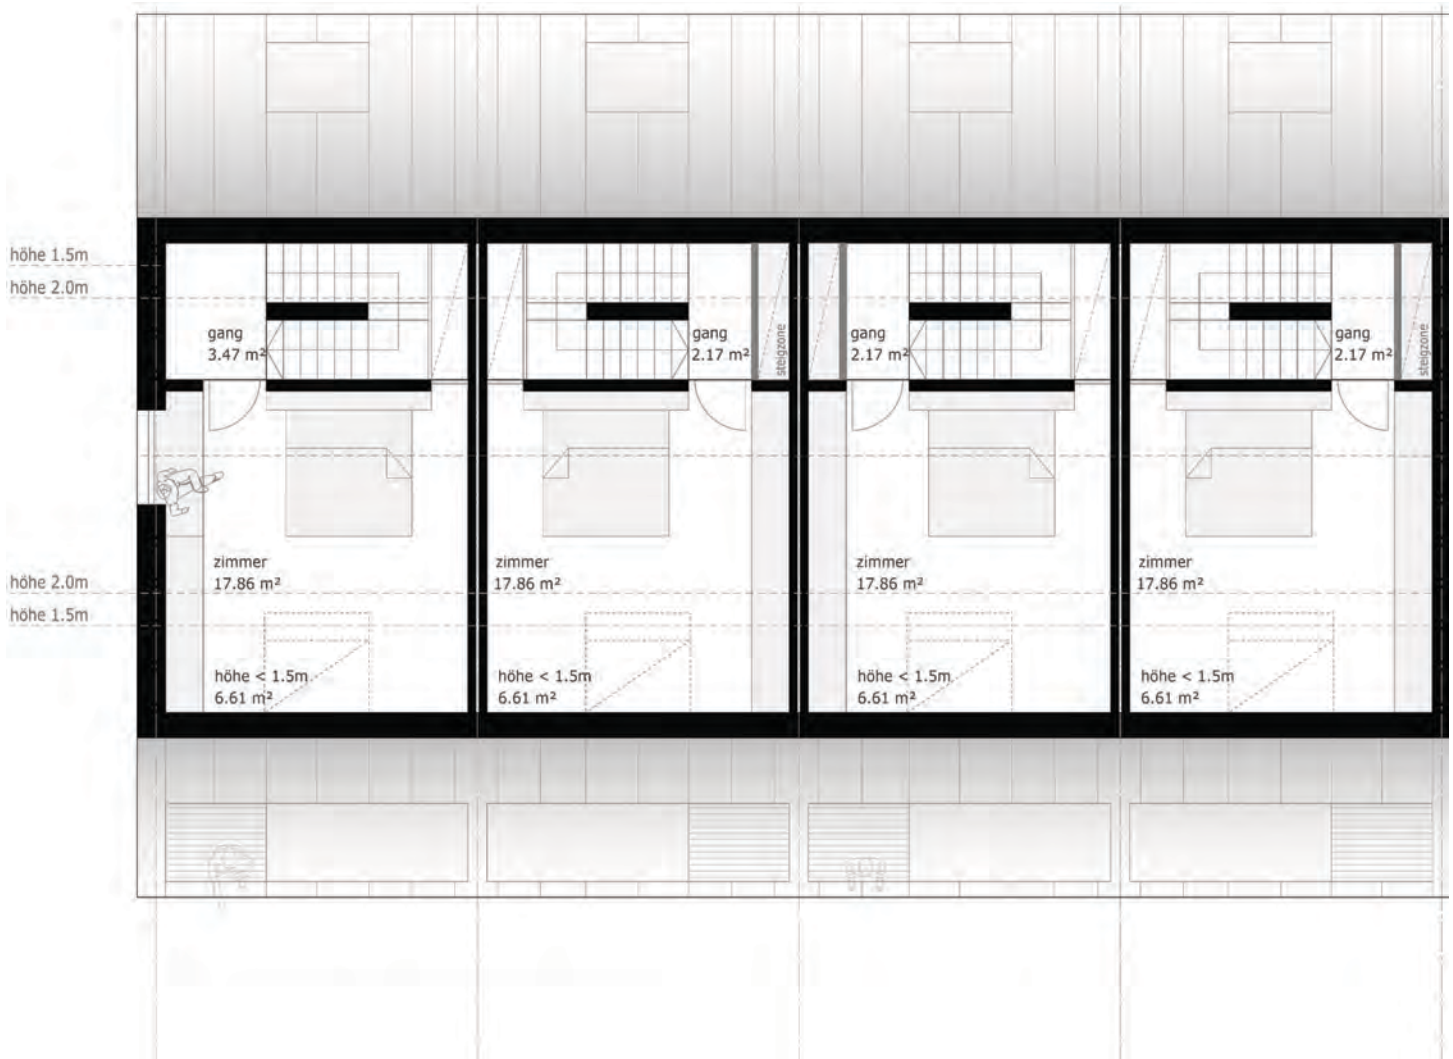 höhe 1.5m
höhe 2.0m
gang
3.47 m²
gang
2.17 m²
steigzone
gang
2.17 m²
gang
2.17 m²
steigzone
höhe 2.0m
höhe 1.5m
zimmer
17.86 m²
zimmer
17.86 m²
zimmer
17.86 m²
zimmer
17.86 m²
höhe < 1.5m
6.61 m²
höhe < 1.5m
6.61 m²
höhe < 1.5m
6.61 m²
höhe < 1.5m
6.61 m²